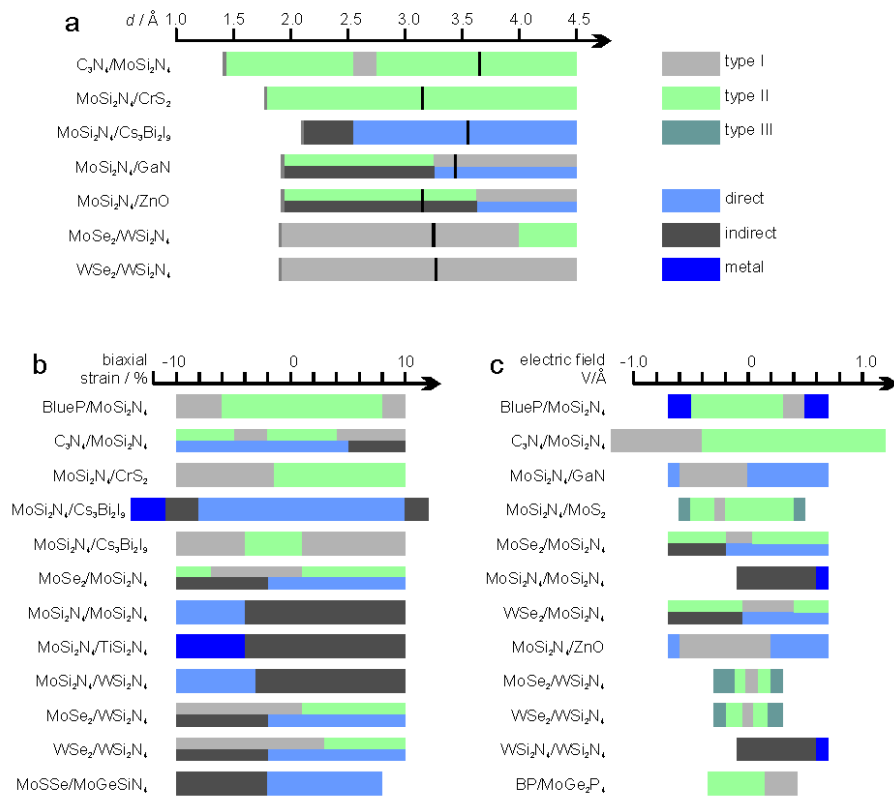 a
d / Å
1.0 1.5 2.0 2.5 3.0 3.5 4.0 4.5
C₃N₄/MoSi₂N₄
MoSi₂N₄/CrS₂
MoSi₂N₄/Cs₃Bi₂I₉
MoSi₂N₄/GaN
MoSi₂N₄/ZnO
MoSe₂/WSi₂N₄
WSe₂/WSi₂N₄
type I
type II
type III
direct
indirect
metal
b
biaxial
strain / %
-10 0 10
BlueP/MoSi₂N₄
C₃N₄/MoSi₂N₄
MoSi₂N₄/CrS₂
MoSi₂N₄/Cs₃Bi₂I₉
MoSi₂N₄/Cs₃Bi₂I₉
MoSe₂/MoSi₂N₄
MoSi₂N₄/MoSi₂N₄
MoSi₂N₄/TiSi₂N₄
MoSi₂N₄/WSi₂N₄
MoSe₂/WSi₂N₄
WSe₂/WSi₂N₄
MoSSe/MoGeSiN₄
c
electric field
V/Å
-1.0 0 1.0
BlueP/MoSi₂N₄
C₃N₄/MoSi₂N₄
MoSi₂N₄/GaN
MoSi₂N₄/MoS₂
MoSe₂/MoSi₂N₄
MoSi₂N₄/MoSi₂N₄
WSe₂/MoSi₂N₄
MoSi₂N₄/ZnO
MoSe₂/WSi₂N₄
WSe₂/WSi₂N₄
WSi₂N₄/WSi₂N₄
BP/MoGe₂P₄